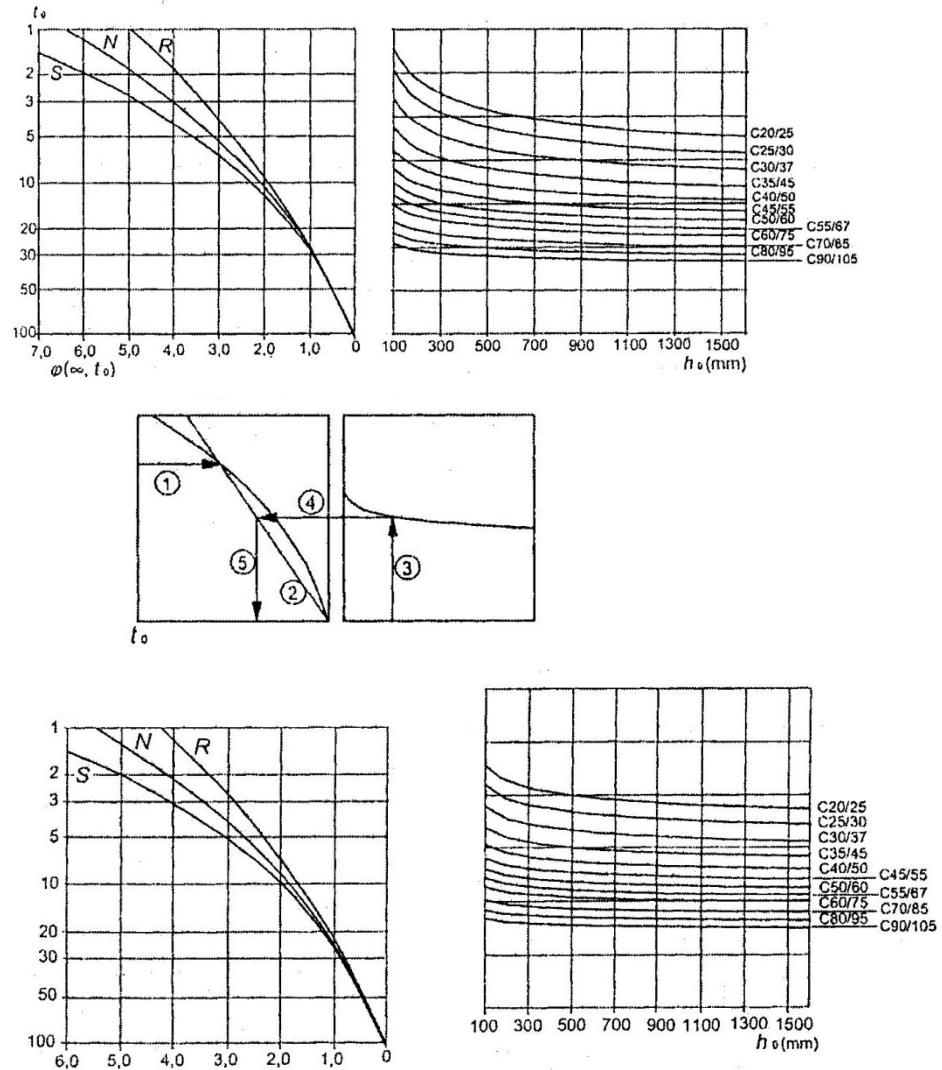 t₀
1
N
R
S
2
3
5
10
20
30
50
100
7,0 6,0 5,0 4,0 3,0 2,0 1,0 0
φ(∞, t₀)
C20/25
C25/30
C30/37
C35/45
C40/50
C45/55
C50/60
C55/67
C60/75
C70/85
C80/95
C90/105
100 300 500 700 900 1100 1300 1500
h₀ (mm)
1
4
5
2
3
t₀
1
N
R
S
2
3
5
10
20
30
50
100
6,0 5,0 4,0 3,0 2,0 1,0 0
C20/25
C25/30
C30/37
C35/45
C40/50
C45/55
C50/60
C55/67
C60/75
C70/85
C80/95
C90/105
100 300 500 700 900 1100 1300 1500
h₀ (mm)